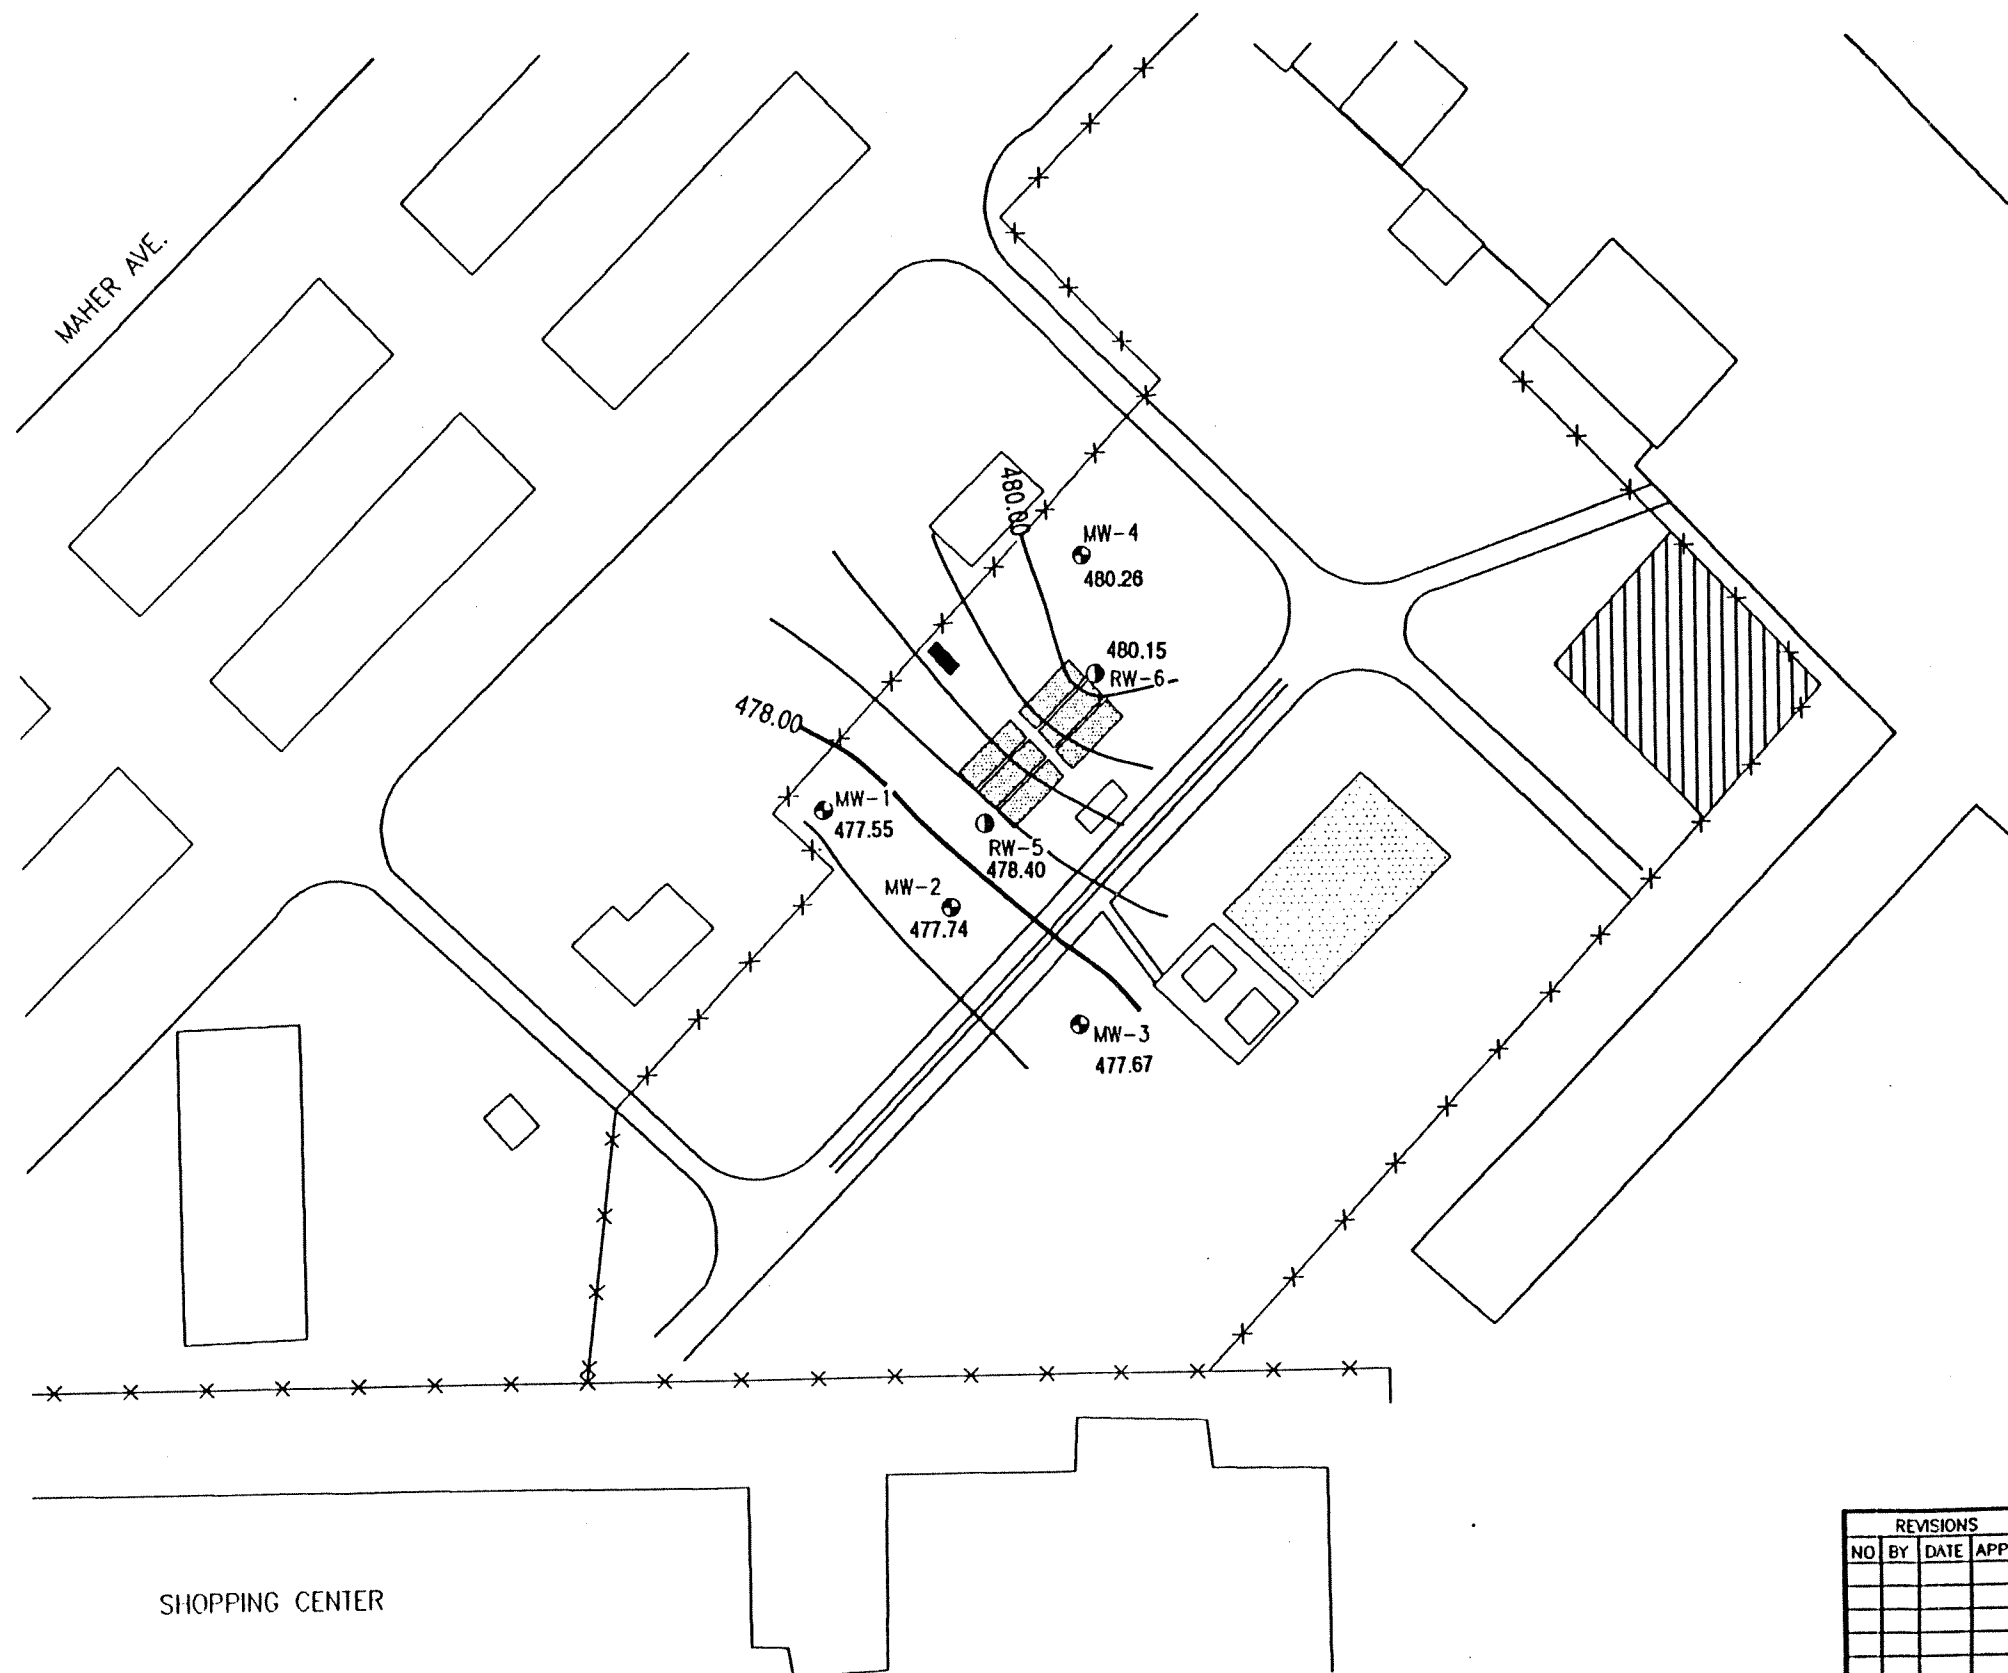 MAHER AVE.
480.00
MW-4
480.26
480.15
RW-6
478.00
MW-1
477.55
RW-5
478.40
MW-2
477.74
MW-3
477.67
SHOPPING CENTER
REVISIONS
NO BY DATE APP